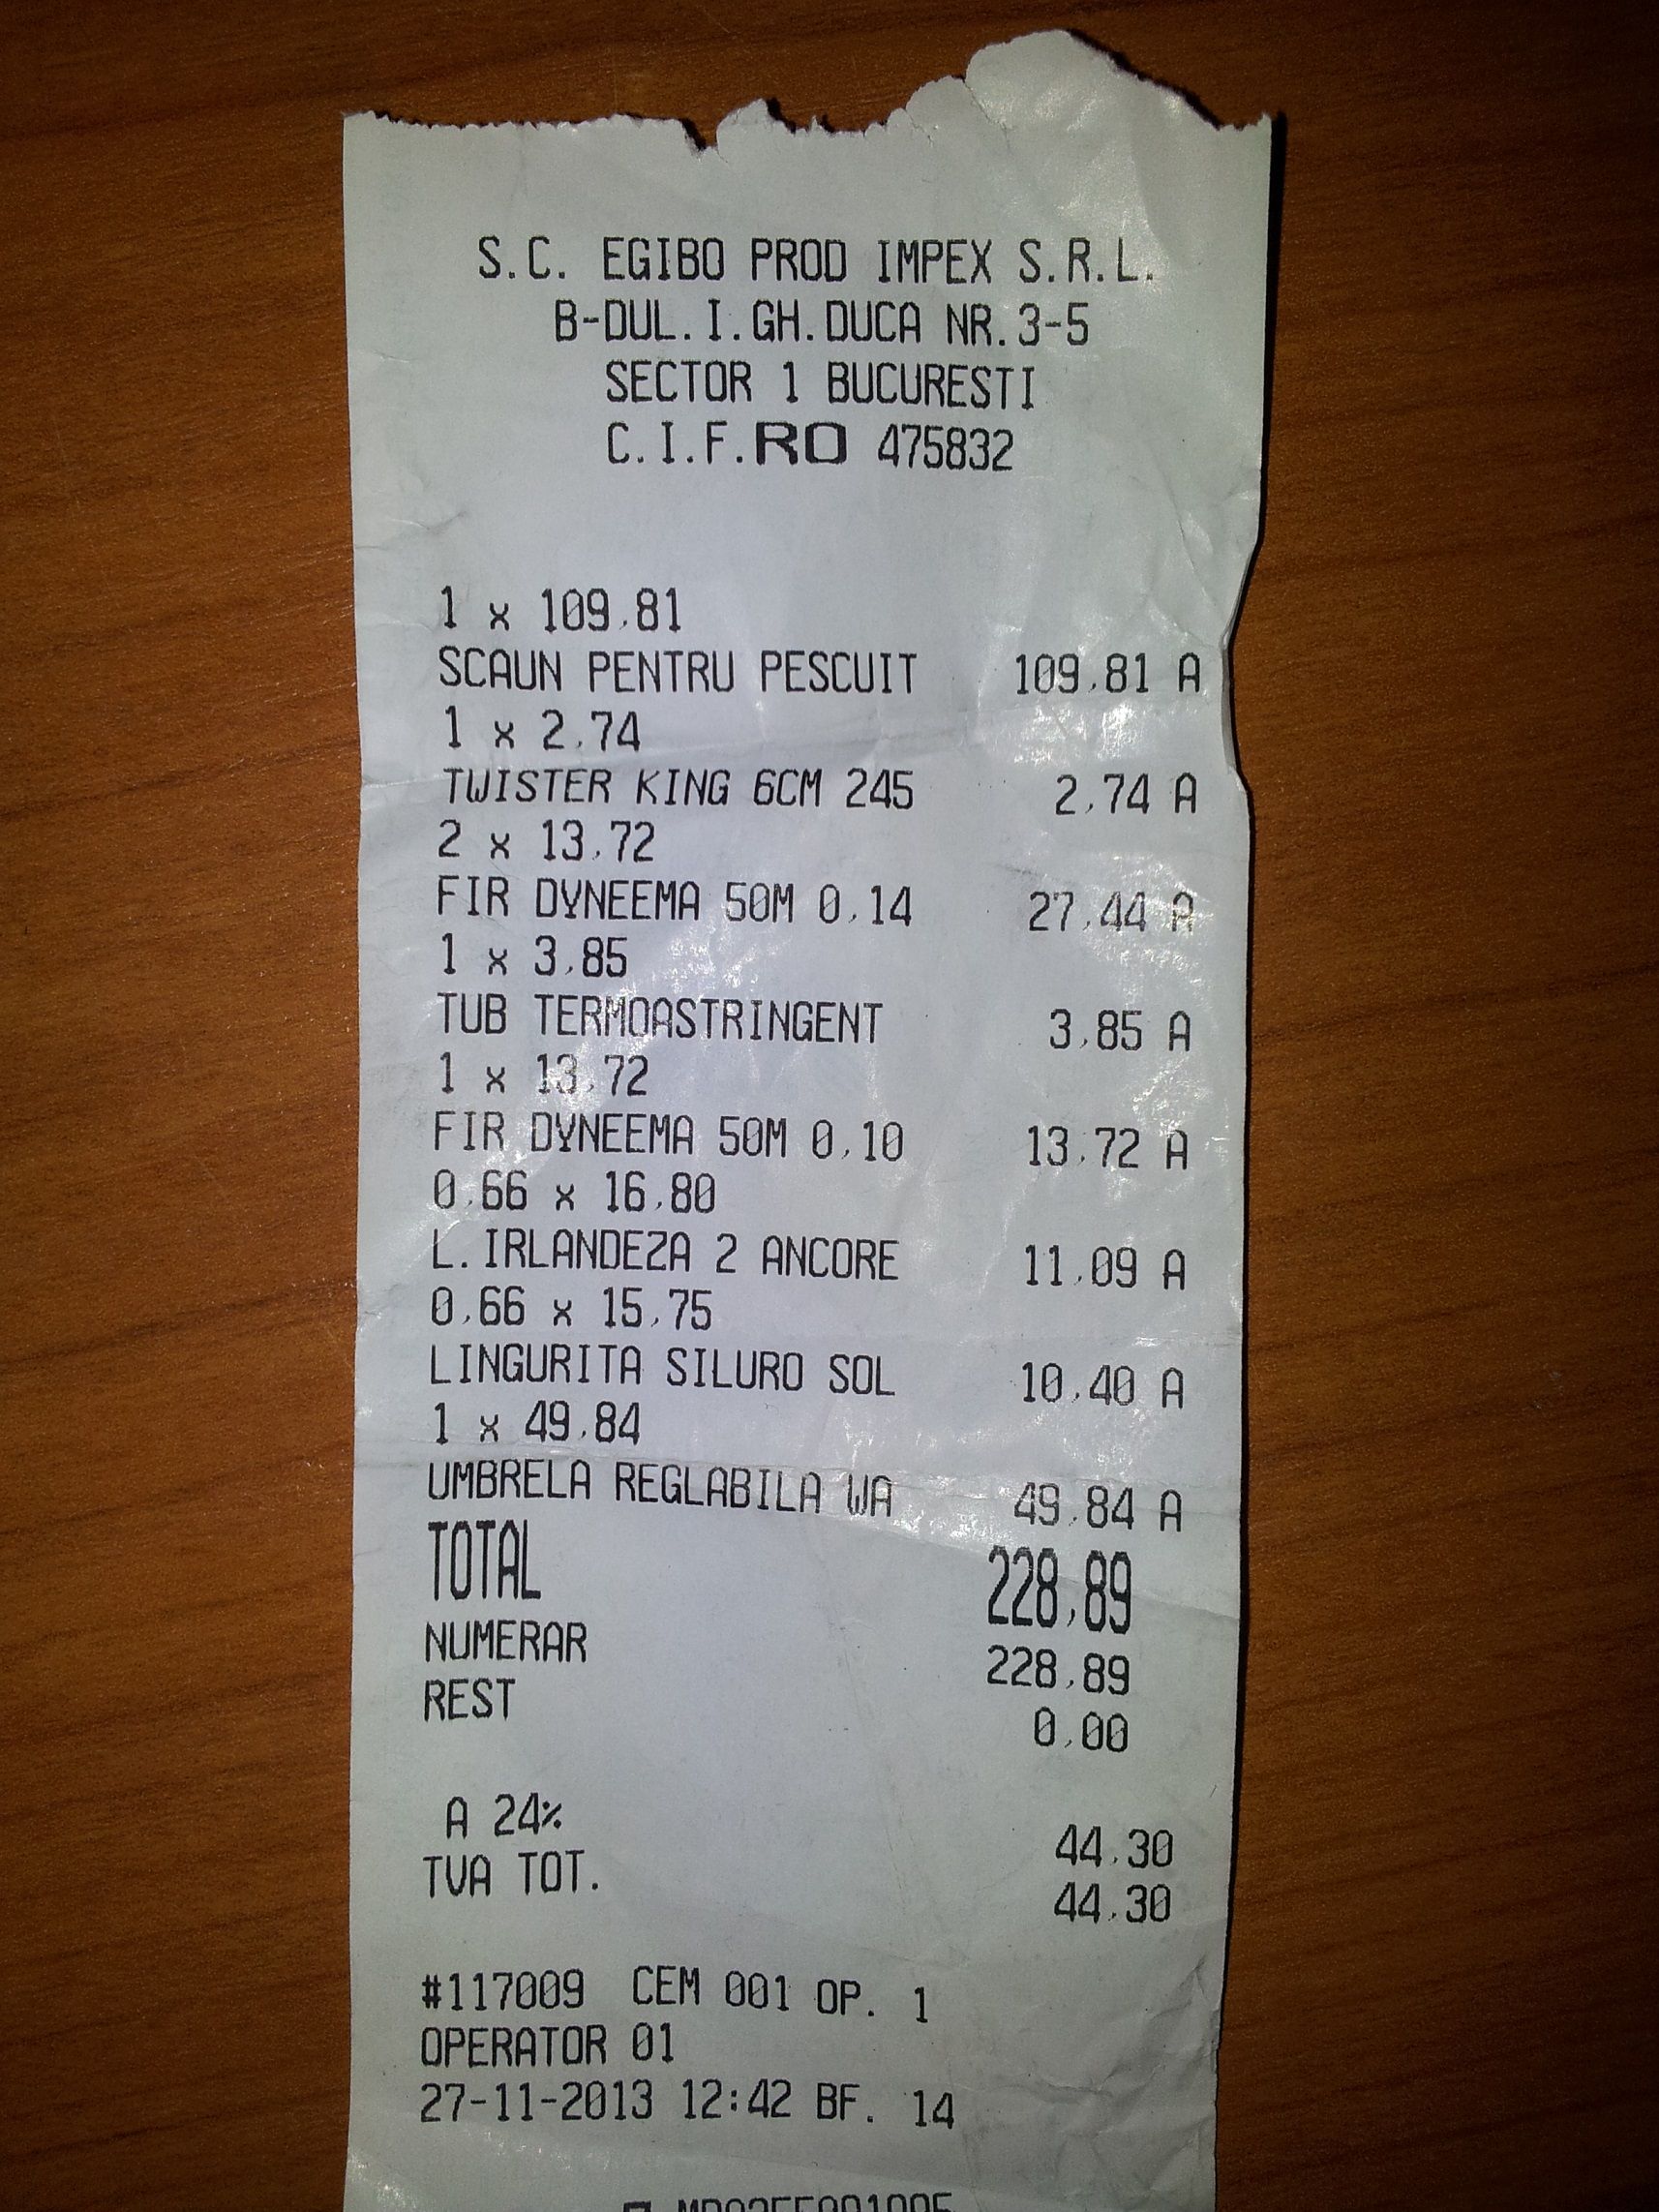 S.C. EGIBO PROD IMPEX S.R.L.
B-DUL.I.GH.DUCA NR.3-5
SECTOR 1 BUCURESTI
C.I.F.RO 475832
1 x 109,81
SCAUN PENTRU PESCUIT 109,81 A
1 x 2,74
TWISTER KING 6CM 245 2,74 A
2 x 13,72
FIR DYNEEMA 50M 0,14 27,44 A
1 x 3,85
TUB TERMOASTRINGENT 3,85 A
1 x 13,72
FIR DYNEEMA 50M 0,10 13,72 A
0,66 x 16,80
L.IRLANDEZA 2 ANCORE 11,09 A
0,66 x 15,75
LINGURITA SILURO SOL 10,40 A
1 x 49,84
UMBRELA REGLABILA WA 49,84 A
TOTAL 228,89
NUMERAR 228,89
REST 0,00
A 24% 44,30
TVA TOT. 44,30
#117009 CEM 001 OP. 1
OPERATOR 01
27-11-2013 12:42 BF. 14